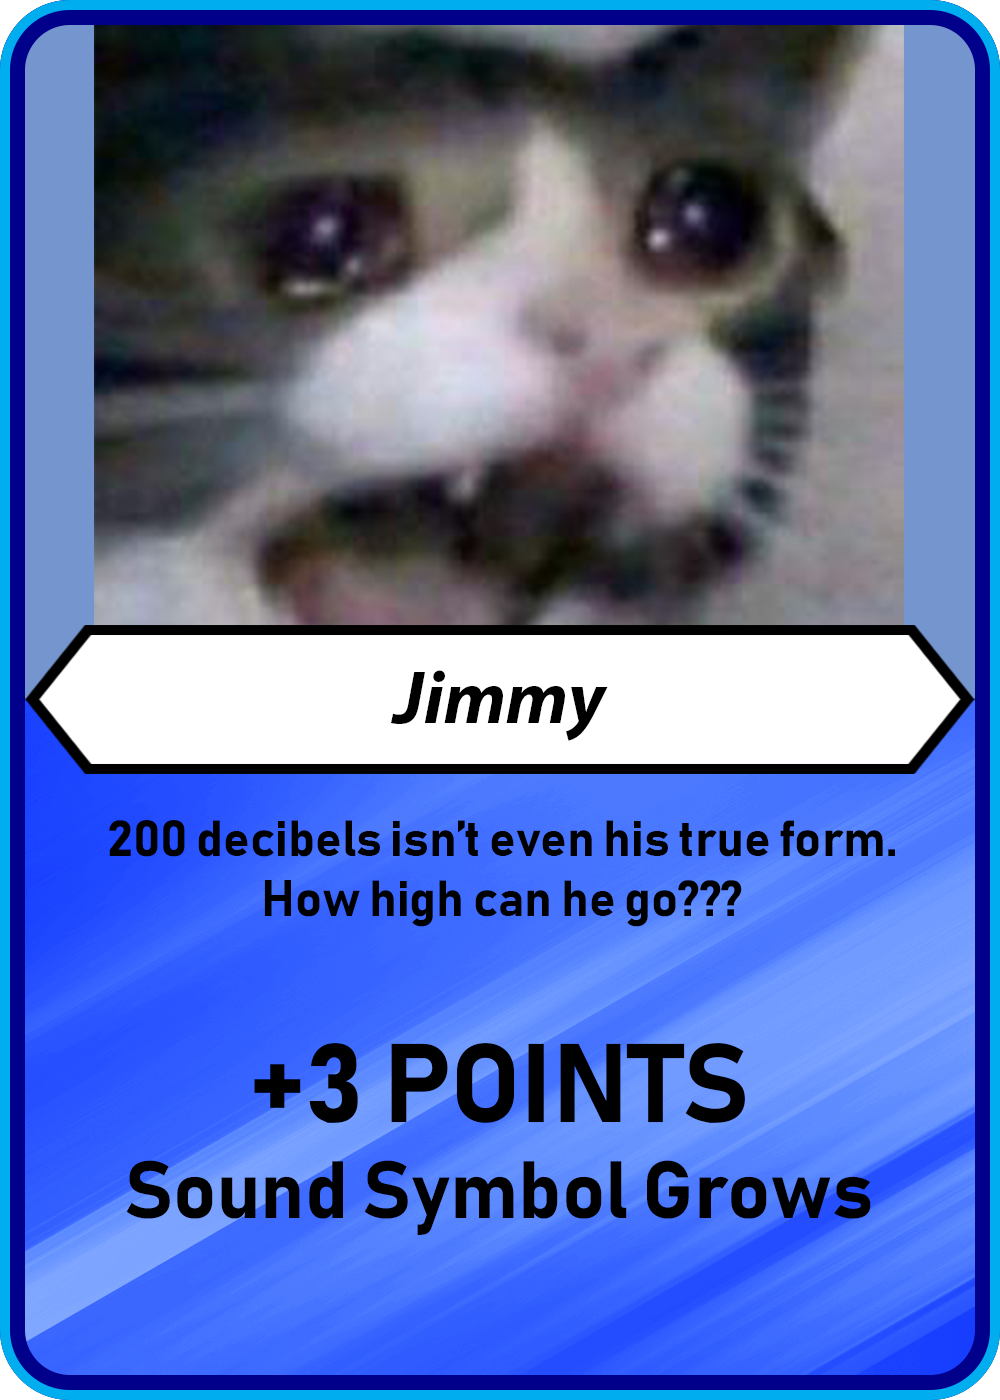 Jimmy
200 decibels isn’t even his true form.
How high can he go???
+3 POINTS
Sound Symbol Grows